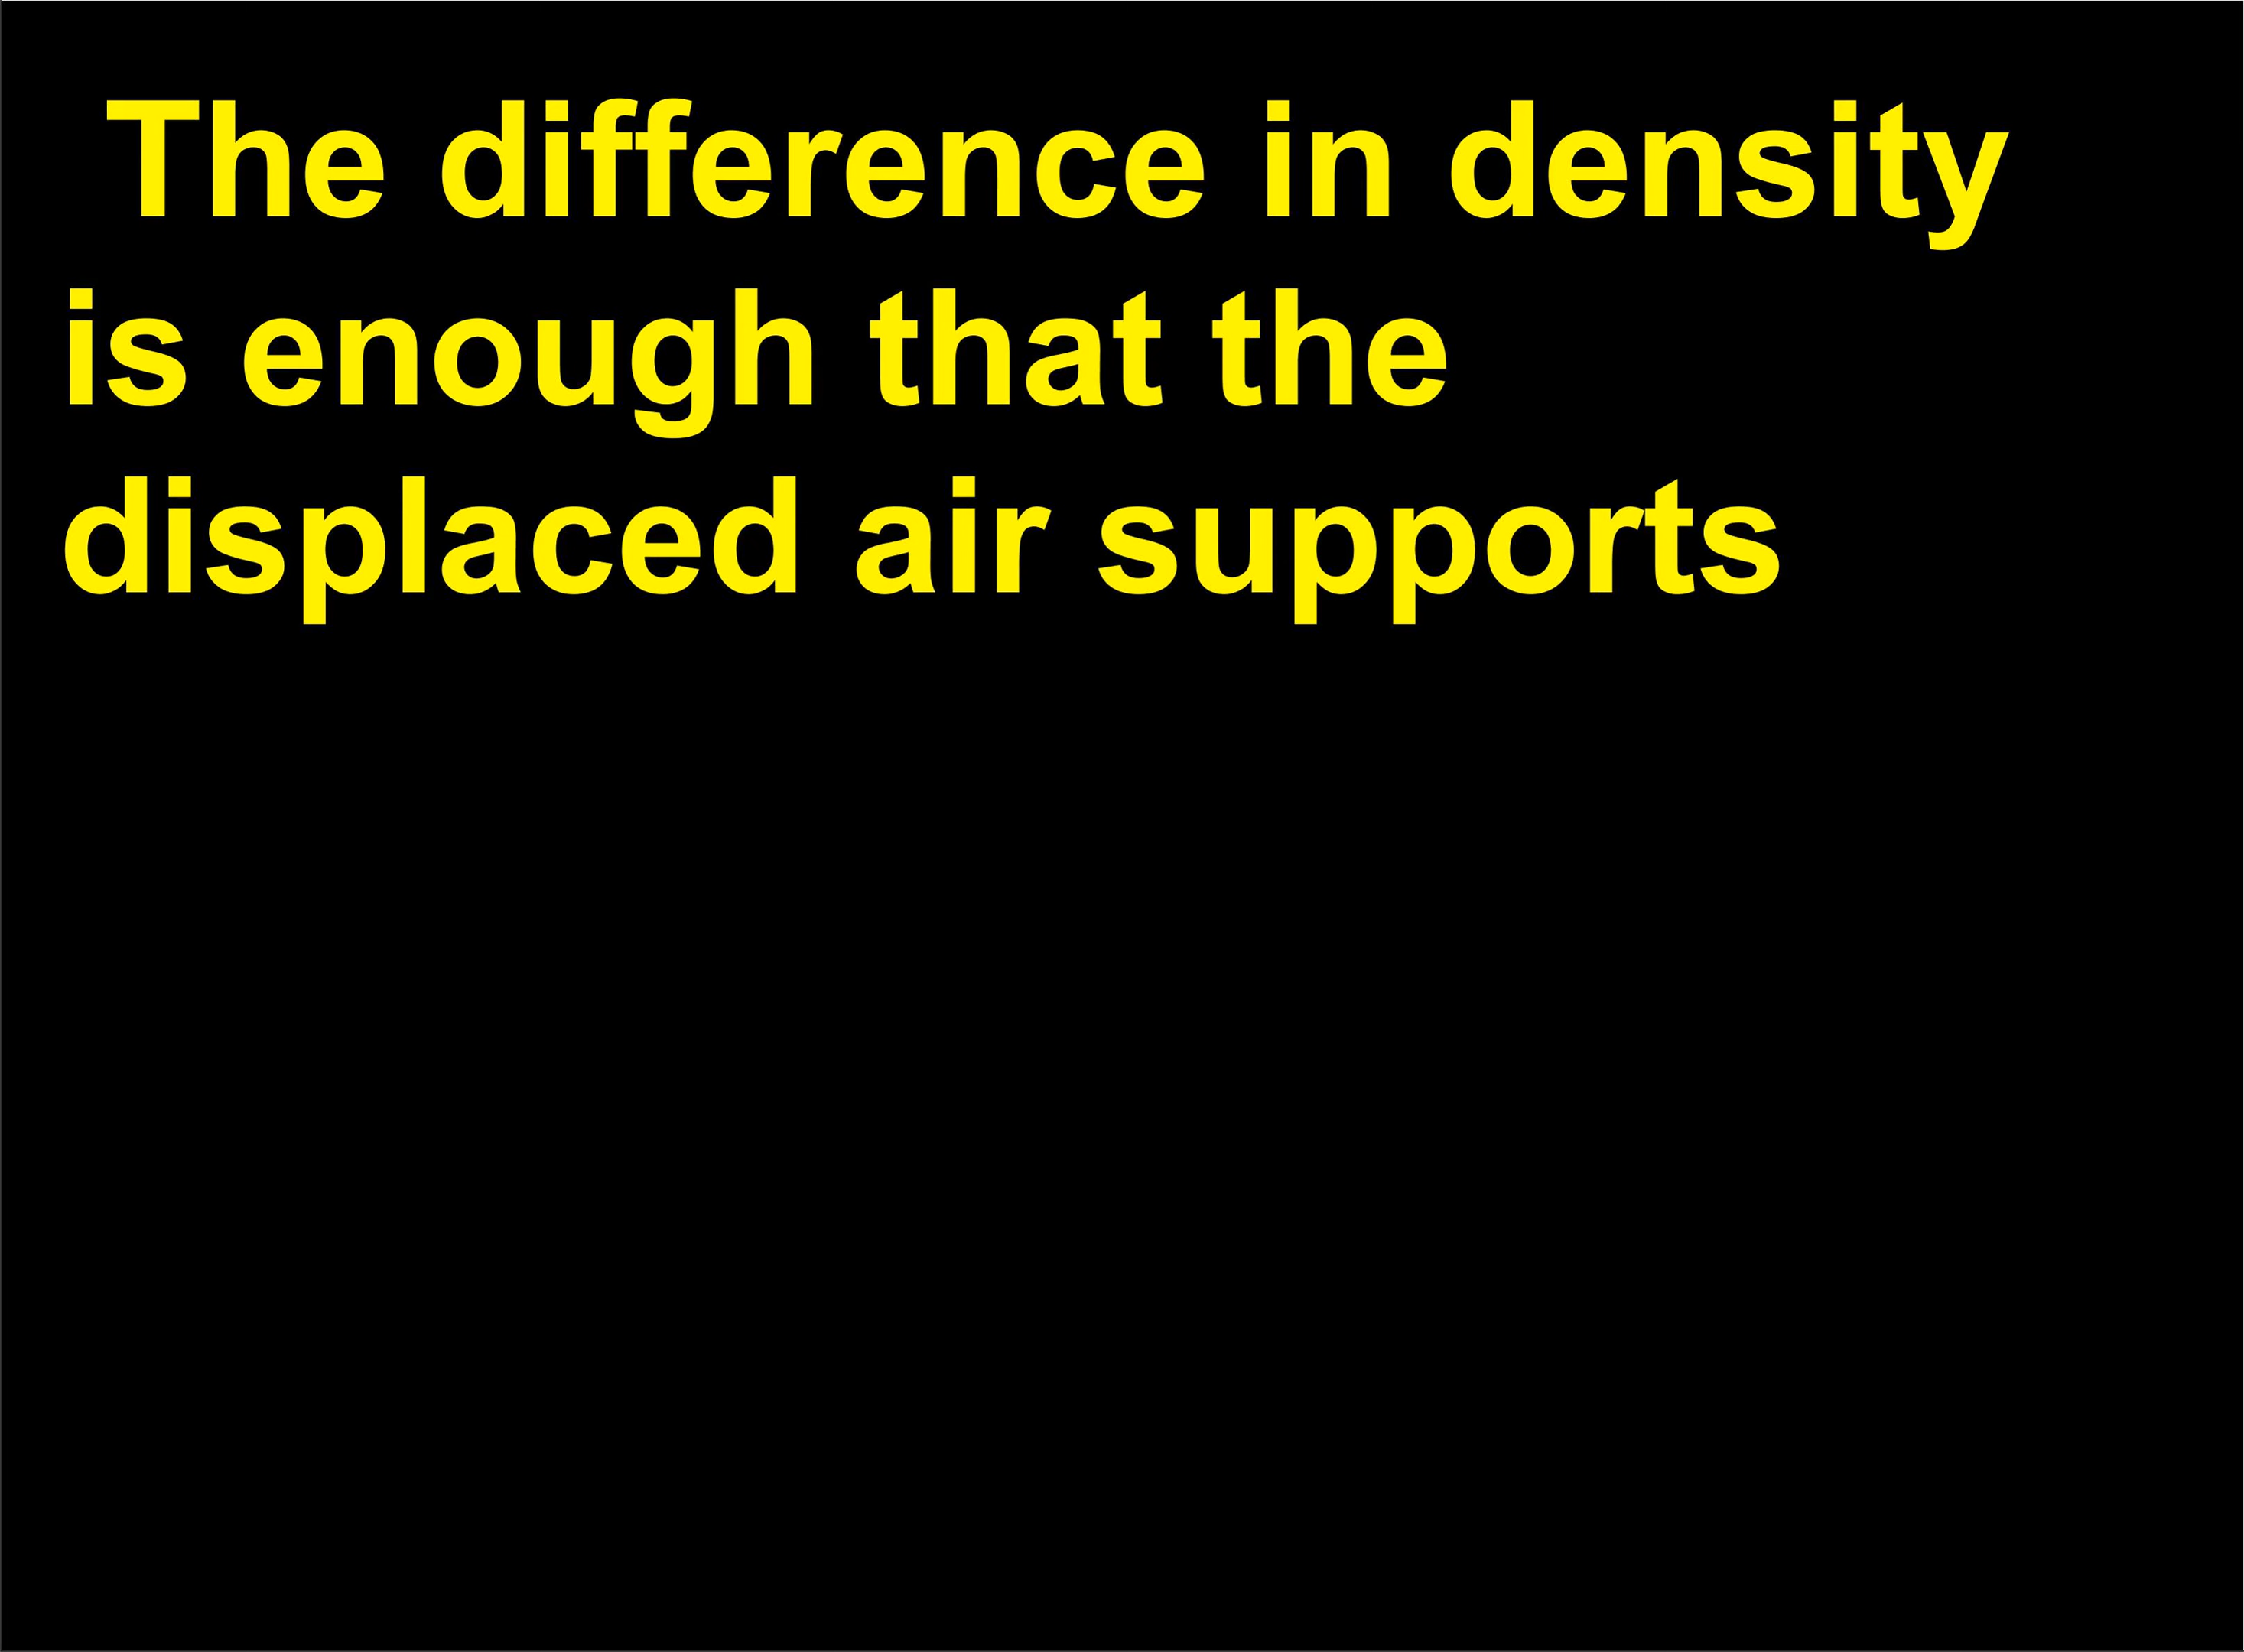 The difference in density
is enough that the
displaced air supports